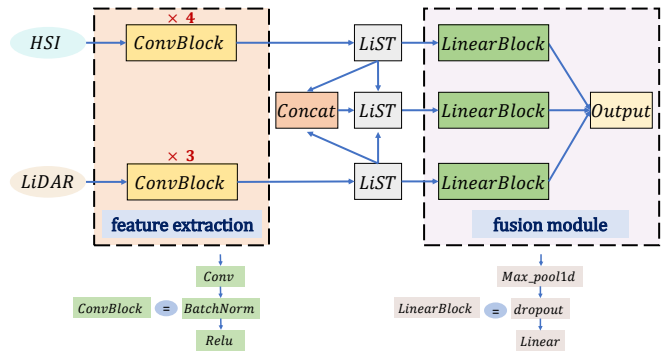 × 4
HSI
ConvBlock
LiST
LinearBlock
Concat
LiST
LinearBlock
Output
× 3
LiDAR
ConvBlock
LiST
LinearBlock
feature extraction
fusion module
Conv
ConvBlock = BatchNorm
Relu
Max_pool1d
LinearBlock = dropout
Linear